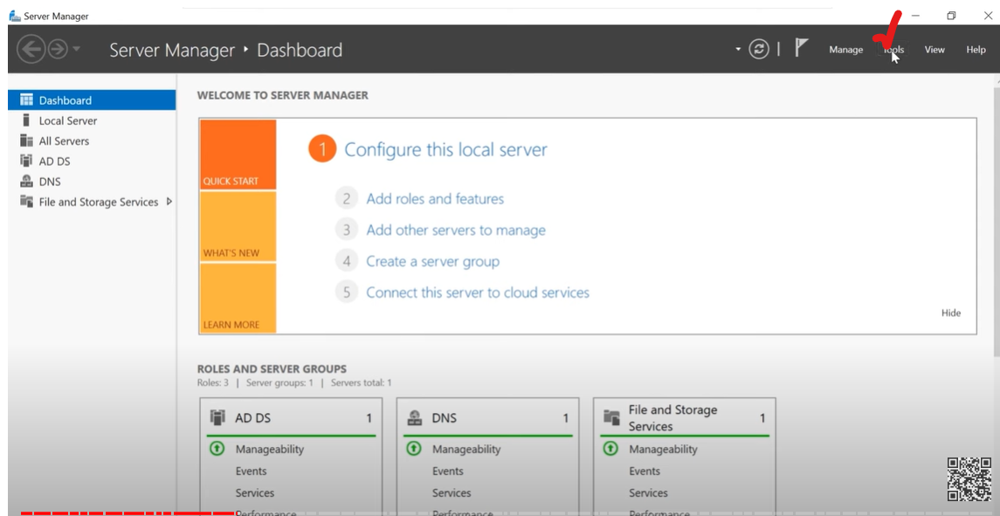 Server Manager
Server Manager ‣ Dashboard
Manage
Tools
View
Help
Dashboard
Local Server
All Servers
AD DS
DNS
File and Storage Services
WELCOME TO SERVER MANAGER
QUICK START
WHAT'S NEW
LEARN MORE
1 Configure this local server
2 Add roles and features
3 Add other servers to manage
4 Create a server group
5 Connect this server to cloud services
Hide
ROLES AND SERVER GROUPS
Roles: 3 | Server groups: 1 | Servers total: 1
AD DS 1
Manageability
Events
Services
Performance
DNS 1
Manageability
Events
Services
Performance
File and Storage
Services 1
Manageability
Events
Services
Performance